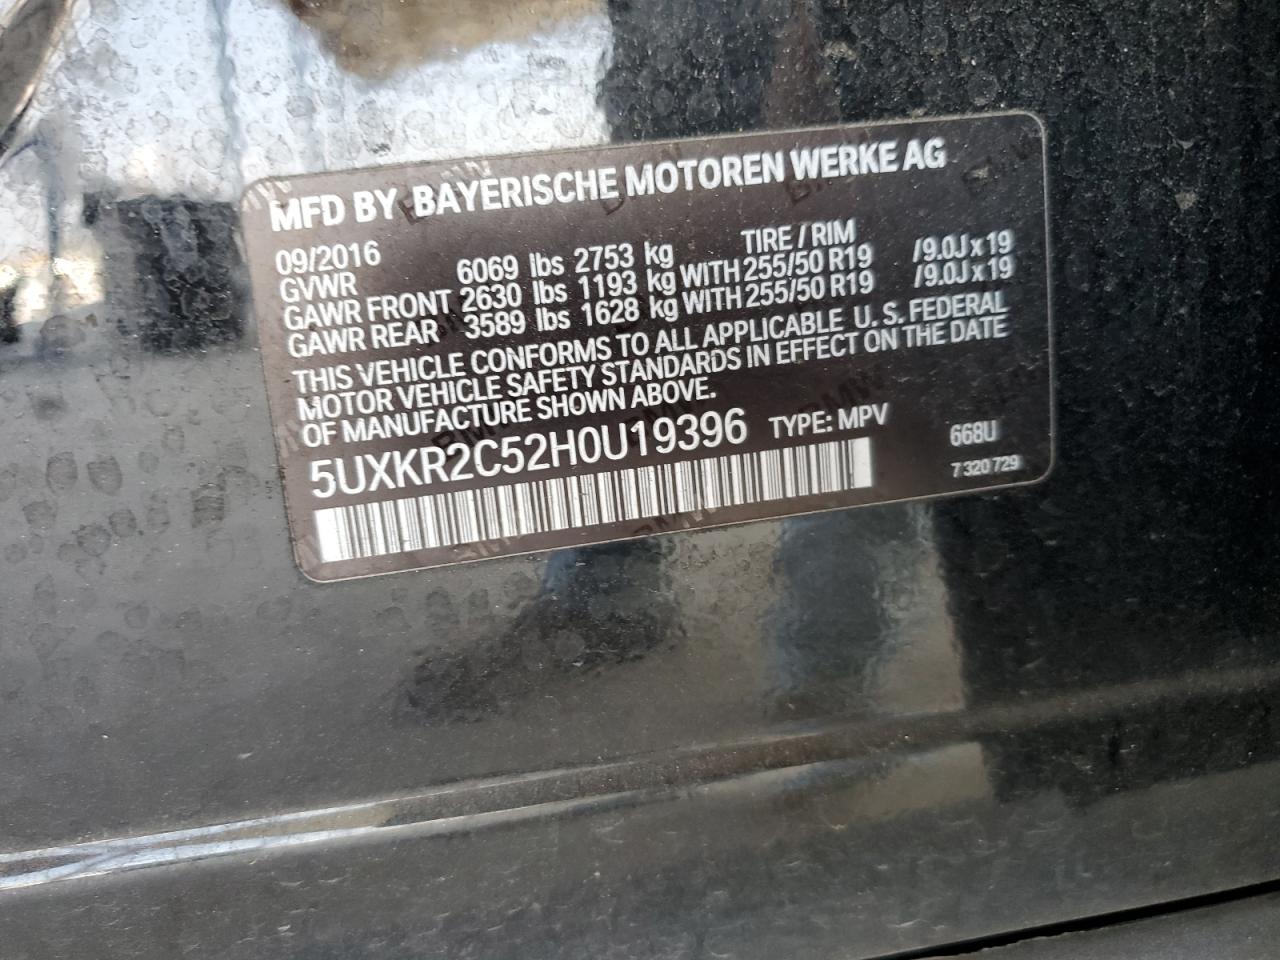 MFD BY BAYERISCHE MOTOREN WERKE AG
09/2016 TIRE / RIM
GVWR 6069 lbs 2753 kg
GAWR FRONT 2630 lbs 1193 kg WITH 255/50 R19 /9.0J x 19
GAWR REAR 3589 lbs 1628 kg WITH 255/50 R19 /9.0J x 19
THIS VEHICLE CONFORMS TO ALL APPLICABLE U. S. FEDERAL
MOTOR VEHICLE SAFETY STANDARDS IN EFFECT ON THE DATE
OF MANUFACTURE SHOWN ABOVE.
5UXKR2C52H0U19396 TYPE: MPV 668U
7 320 729